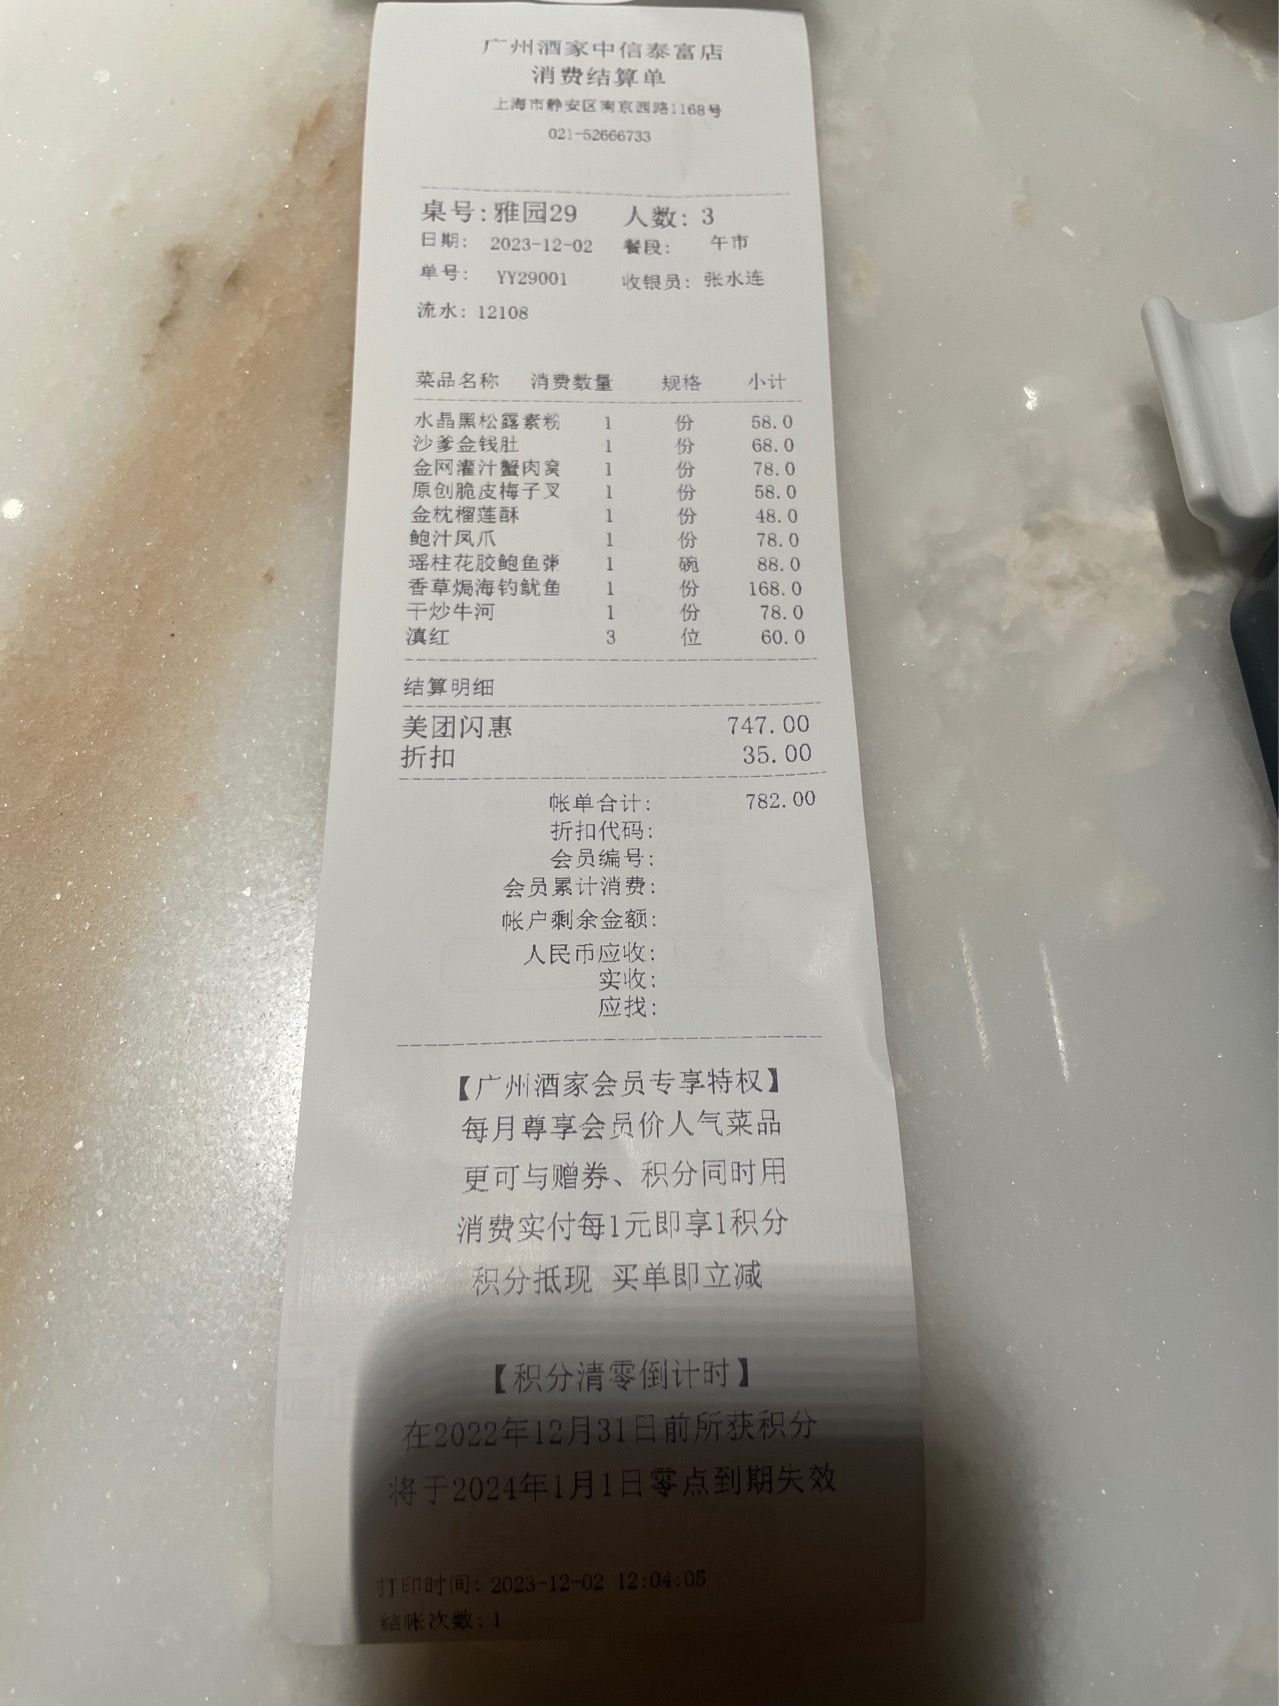 广州酒家中信泰富店
消费结算单
上海市静安区南京西路1168号
021-52666733
桌号:雅园29 人数: 3
日期: 2023-12-02 餐段: 午市
单号: YY29001 收银员: 张水连
流水: 12108
菜品名称 消费数量 规格 小计
水晶黑松露素粉 1 份 58.0
沙爹金钱肚 1 份 68.0
金网灌汁蟹肉窝 1 份 78.0
原创脆皮梅子叉 1 份 58.0
金枕榴莲酥 1 份 48.0
鲍汁凤爪 1 份 78.0
瑶柱花胶鲍鱼粥 1 碗 88.0
香草焗海钓鱿鱼 1 份 168.0
干炒牛河 1 份 78.0
滇红 3 位 60.0
结算明细
美团闪惠 747.00
折扣 35.00
帐单合计: 782.00
折扣代码:
会员编号:
会员累计消费:
帐户剩余金额:
人民币应收:
实收:
应找:
【广州酒家会员专享特权】
每月尊享会员价人气菜品
更可与赠券、积分同时用
消费实付每1元即享1积分
积分抵现 买单即立减
【积分清零倒计时】
在2022年12月31日前所获积分
将于2024年1月1日零点到期失效
打印时间: 2023-12-02 12:04:05
结帐次数: 1